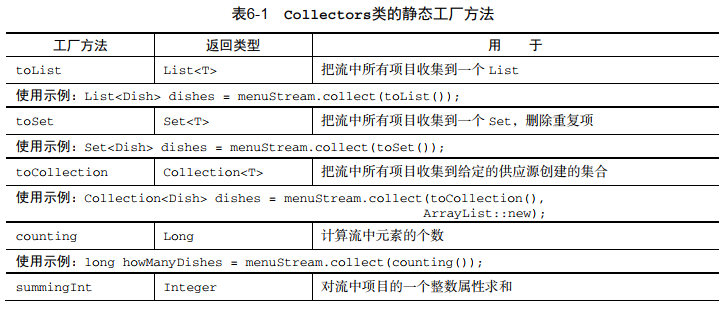 表6-1 Collectors类的静态工厂方法
工厂方法 返回类型 用 于
toList List<T> 把流中所有项目收集到一个 List
使用示例：List<Dish> dishes = menuStream.collect(toList());
toSet Set<T> 把流中所有项目收集到一个 Set，删除重复项
使用示例：Set<Dish> dishes = menuStream.collect(toSet());
toCollection Collection<T> 把流中所有项目收集到给定的供应源创建的集合
使用示例：Collection<Dish> dishes = menuStream.collect(toCollection(),
ArrayList::new);
counting Long 计算流中元素的个数
使用示例：long howManyDishes = menuStream.collect(counting());
summingInt Integer 对流中项目的一个整数属性求和